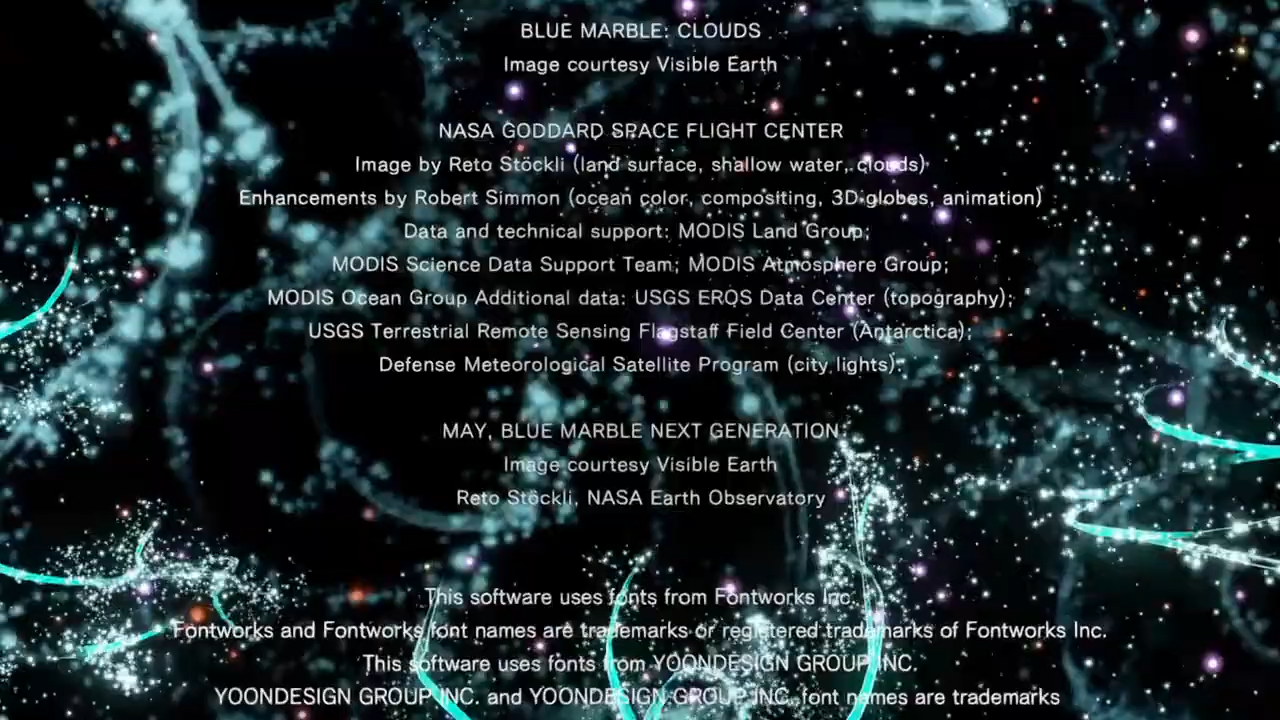 BLUE MARBLE: CLOUDS
Image courtesy Visible Earth
NASA GODDARD SPACE FLIGHT CENTER
Image by Reto Stöckli (land surface, shallow water, clouds)
Enhancements by Robert Simmon (ocean color, compositing, 3D globes, animation)
Data and technical support: MODIS Land Group;
MODIS Science Data Support Team; MODIS Atmosphere Group;
MODIS Ocean Group Additional data: USGS EROS Data Center (topography);
USGS Terrestrial Remote Sensing Flagstaff Field Center (Antarctica);
Defense Meteorological Satellite Program (city lights).
MAY, BLUE MARBLE NEXT GENERATION
Image courtesy Visible Earth
Reto Stöckli, NASA Earth Observatory
This software uses fonts from Fontworks Inc.
Fontworks and Fontworks font names are trademarks or registered trademarks of Fontworks Inc.
This software uses fonts from YOONDESIGN GROUP INC.
YOONDESIGN GROUP INC. and YOONDESIGN GROUP INC. font names are trademarks